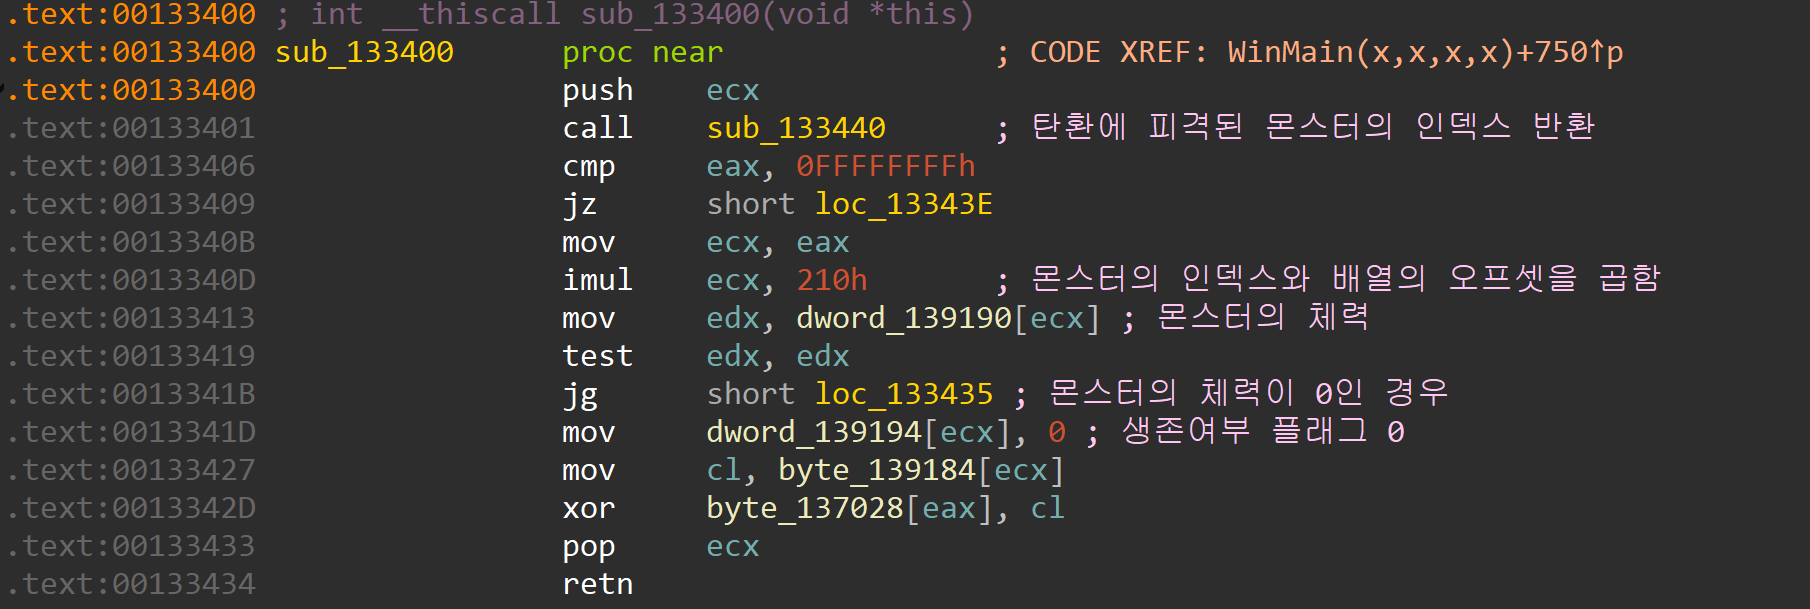 .text:00133400 ; int __thiscall sub_133400(void *this)
.text:00133400 sub_133400 proc near ; CODE XREF: WinMain(x,x,x,x)+750↑p
.text:00133400 push ecx
.text:00133401 call sub_133440 ; 탄환에 피격된 몬스터의 인덱스 반환
.text:00133406 cmp eax, 0FFFFFFFFh
.text:00133409 jz short loc_13343E
.text:0013340B mov ecx, eax
.text:0013340D imul ecx, 210h ; 몬스터의 인덱스와 배열의 오프셋을 곱함
.text:00133413 mov edx, dword_139190[ecx] ; 몬스터의 체력
.text:00133419 test edx, edx
.text:0013341B jg short loc_133435 ; 몬스터의 체력이 0인 경우
.text:0013341D mov dword_139194[ecx], 0 ; 생존여부 플래그 0
.text:00133427 mov cl, byte_139184[ecx]
.text:0013342D xor byte_137028[eax], cl
.text:00133433 pop ecx
.text:00133434 retn